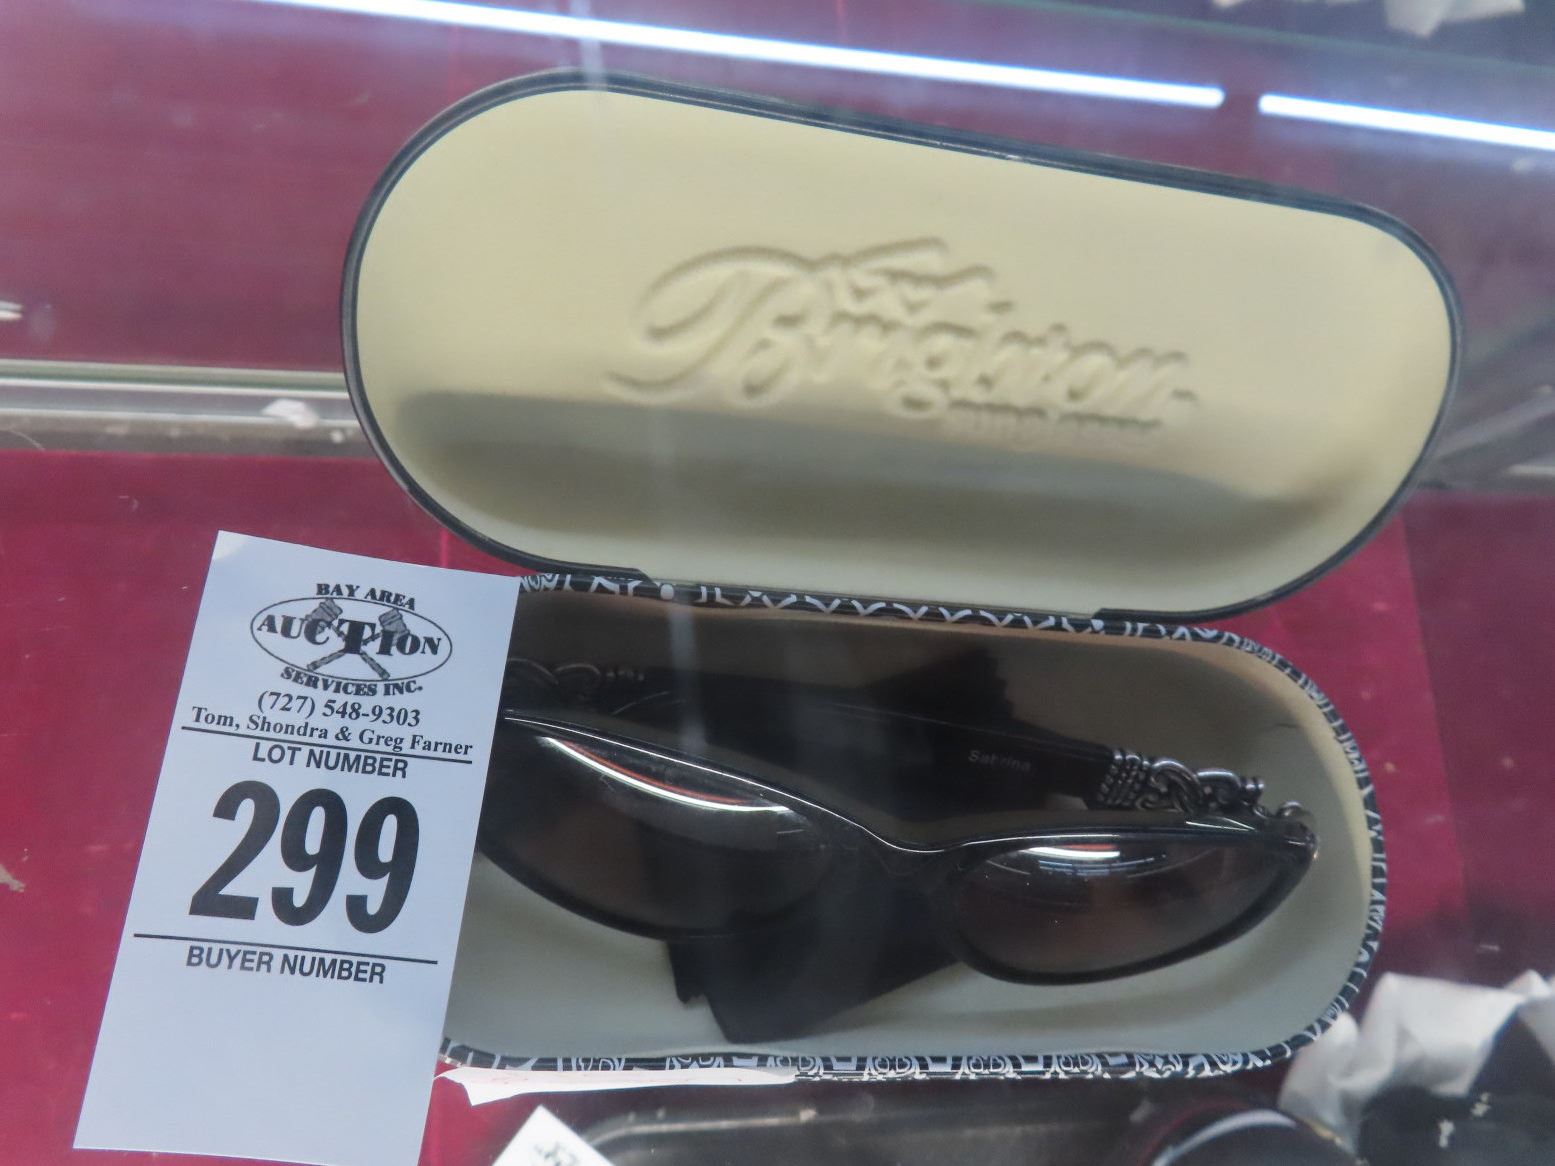 Brighton
BAY AREA
AUCTION
SERVICES INC.
(727) 548-9303
Tom, Shondra & Greg Farner
LOT NUMBER
299
BUYER NUMBER
Sabrina